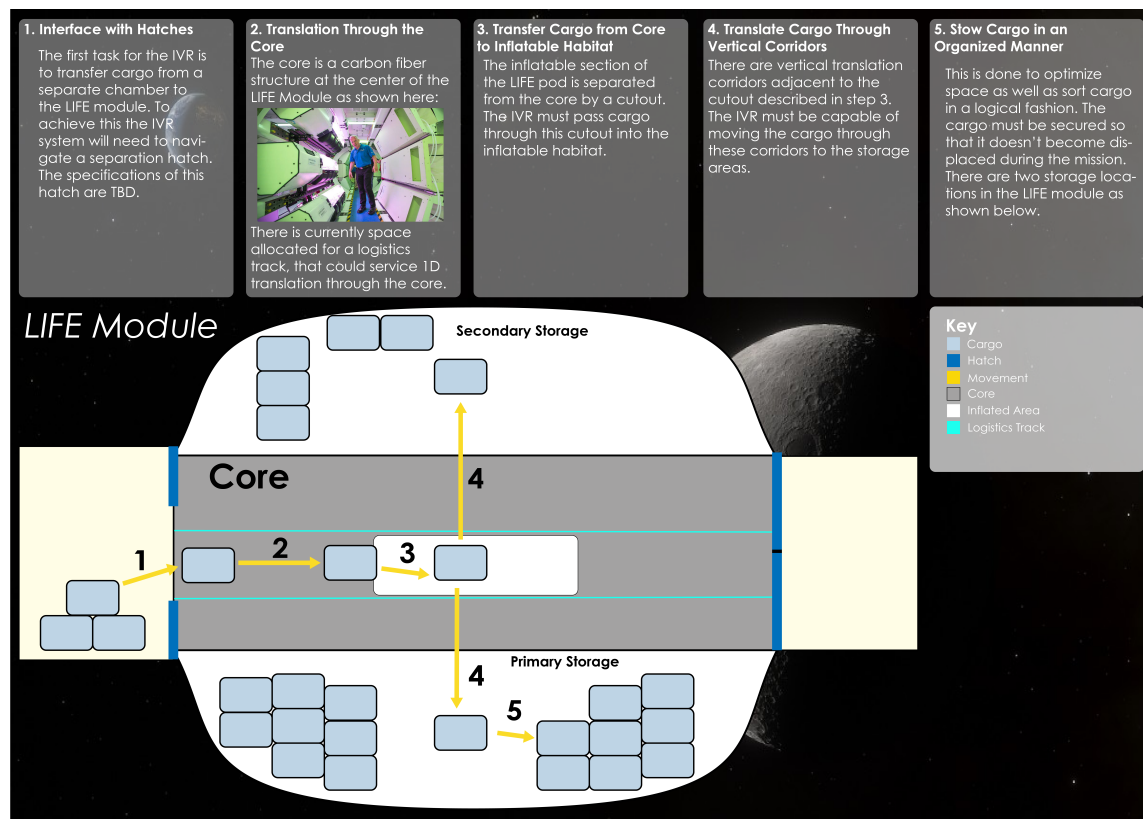 1. Interface with Hatches
The first task for the IVR is
to transfer cargo from a
separate chamber to
the LIFE module. To
achieve this the IVR
system will need to navi-
gate a separation hatch.
The specifications of this
hatch are TBD.
2. Translation Through the
Core
The core is a carbon fiber
structure at the center of the
LIFE Module as shown here:
There is currently space
allocated for a logistics
track, that could service 1D
translation through the core.
3. Transfer Cargo from Core
to Inflatable Habitat
The inflatable section of
the LIFE pod is separated
from the core by a cutout.
The IVR must pass cargo
through this cutout into the
inflatable habitat.
4. Translate Cargo Through
Vertical Corridors
There are vertical translation
corridors adjacent to the
cutout described in step 3.
The IVR must be capable of
moving the cargo through
these corridors to the storage
areas.
5. Stow Cargo in an
Organized Manner
This is done to optimize
space as well as sort cargo
in a logical fashion. The
cargo must be secured so
that it doesn't become dis-
placed during the mission.
There are two storage loca-
tions in the LIFE module as
shown below.
LIFE Module
Secondary Storage
Key
Cargo
Hatch
Movement
Core
Inflated Area
Logistics Track
Core
4
1
2
3
Primary Storage
4
5